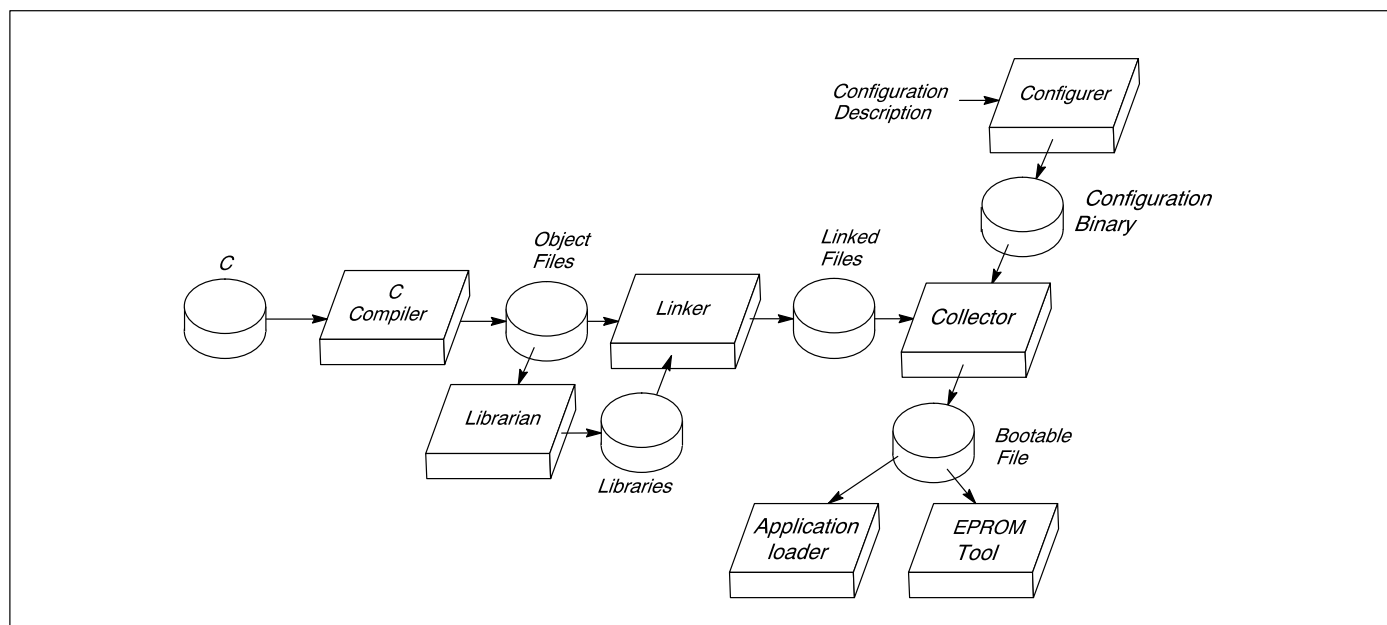 Configuration
Description
Configurer
Configuration
Binary
C
C
Compiler
Object
Files
Linker
Linked
Files
Collector
Librarian
Libraries
Bootable
File
Application
loader
EPROM
Tool